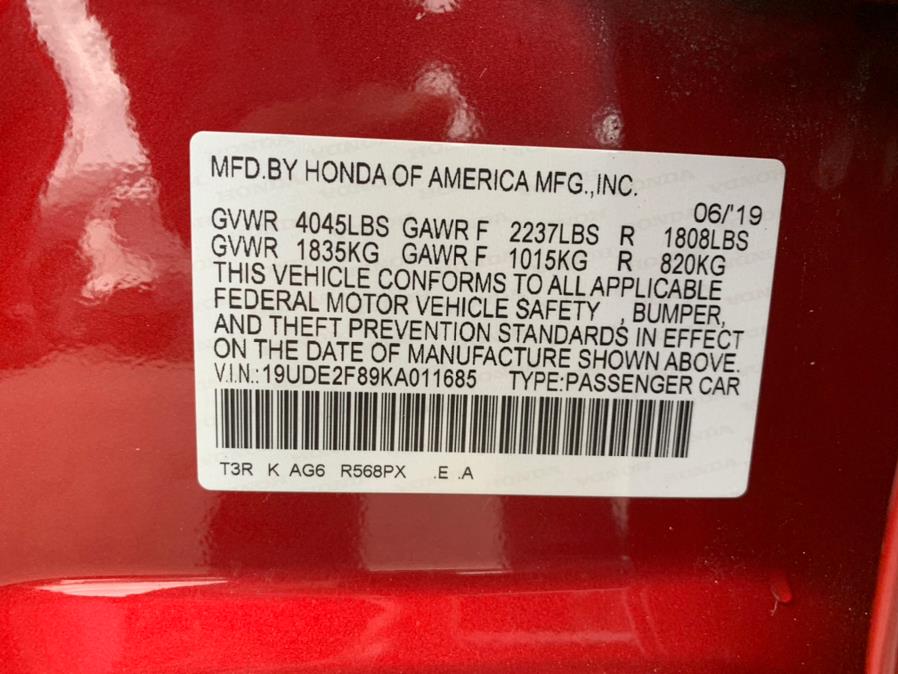 MFD.BY HONDA OF AMERICA MFG.,INC.
06/'19
GVWR 4045LBS GAWR F 2237LBS R 1808LBS
GVWR 1835KG GAWR F 1015KG R 820KG
THIS VEHICLE CONFORMS TO ALL APPLICABLE
FEDERAL MOTOR VEHICLE SAFETY , BUMPER,
AND THEFT PREVENTION STANDARDS IN EFFECT
ON THE DATE OF MANUFACTURE SHOWN ABOVE.
V.I.N.:19UDE2F89KA011685 TYPE:PASSENGER CAR
T3R K AG6 R568PX .E .A